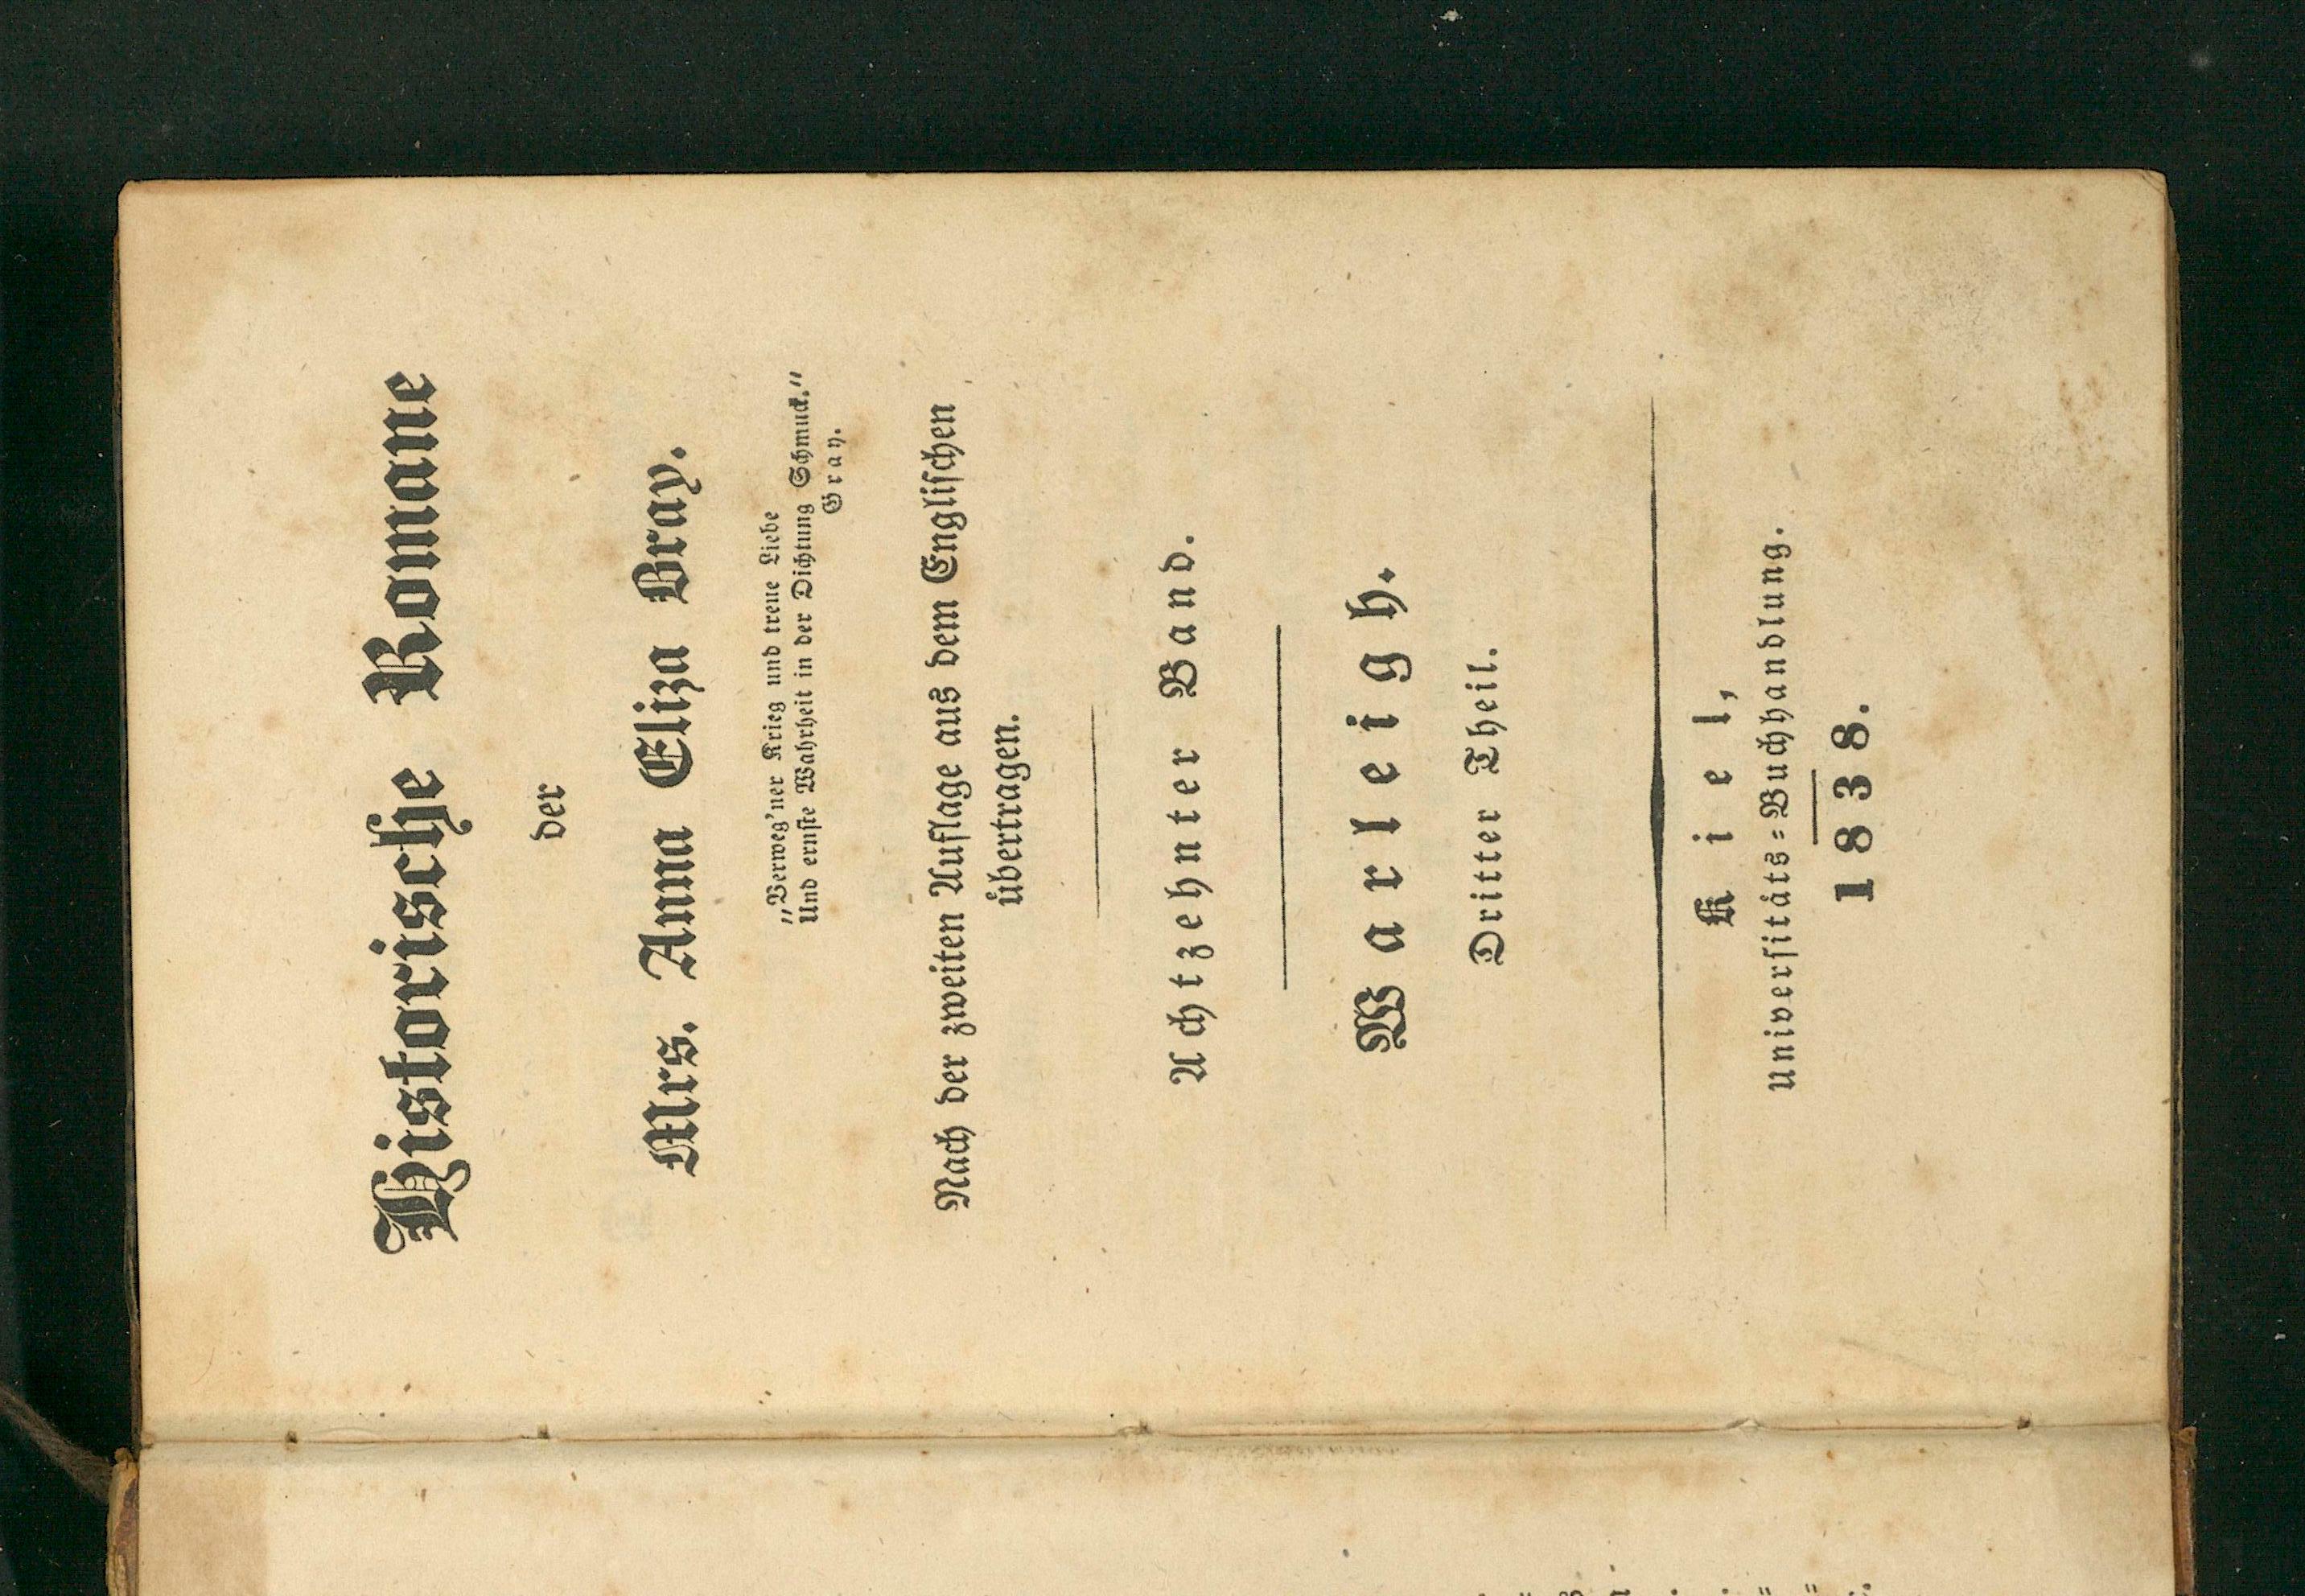 Historische Romane
der
Mrs. Anna Eliza Bray.
„Verweg'ner Krieg und treue Liebe
Und ernste Wahrheit in der Dichtung Schmuck.“
Gray.
Nach der zweiten Auflage aus dem Englischen
übertragen.
Achtzehnter Band.
Warleigh.
Dritter Theil.
Kiel,
Universitäts=Buchhandlung.
1838.